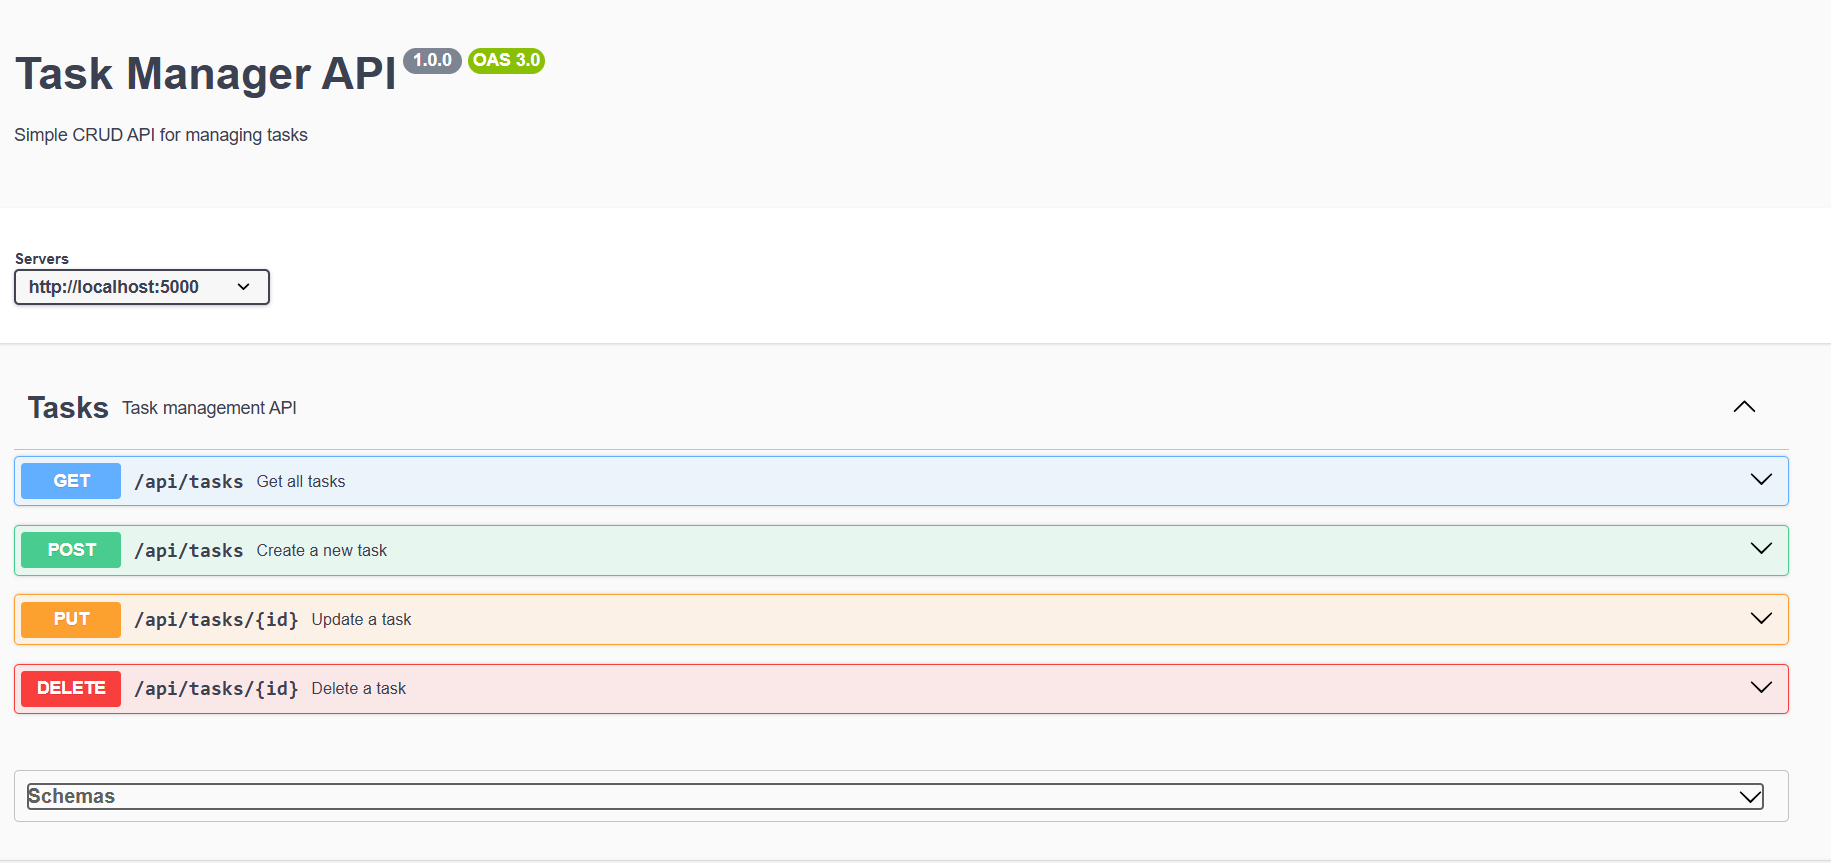 Task Manager API 1.0.0 OAS 3.0
Simple CRUD API for managing tasks
Servers
http://localhost:5000
Tasks Task management API
GET /api/tasks Get all tasks
POST /api/tasks Create a new task
PUT /api/tasks/{id} Update a task
DELETE /api/tasks/{id} Delete a task
Schemas